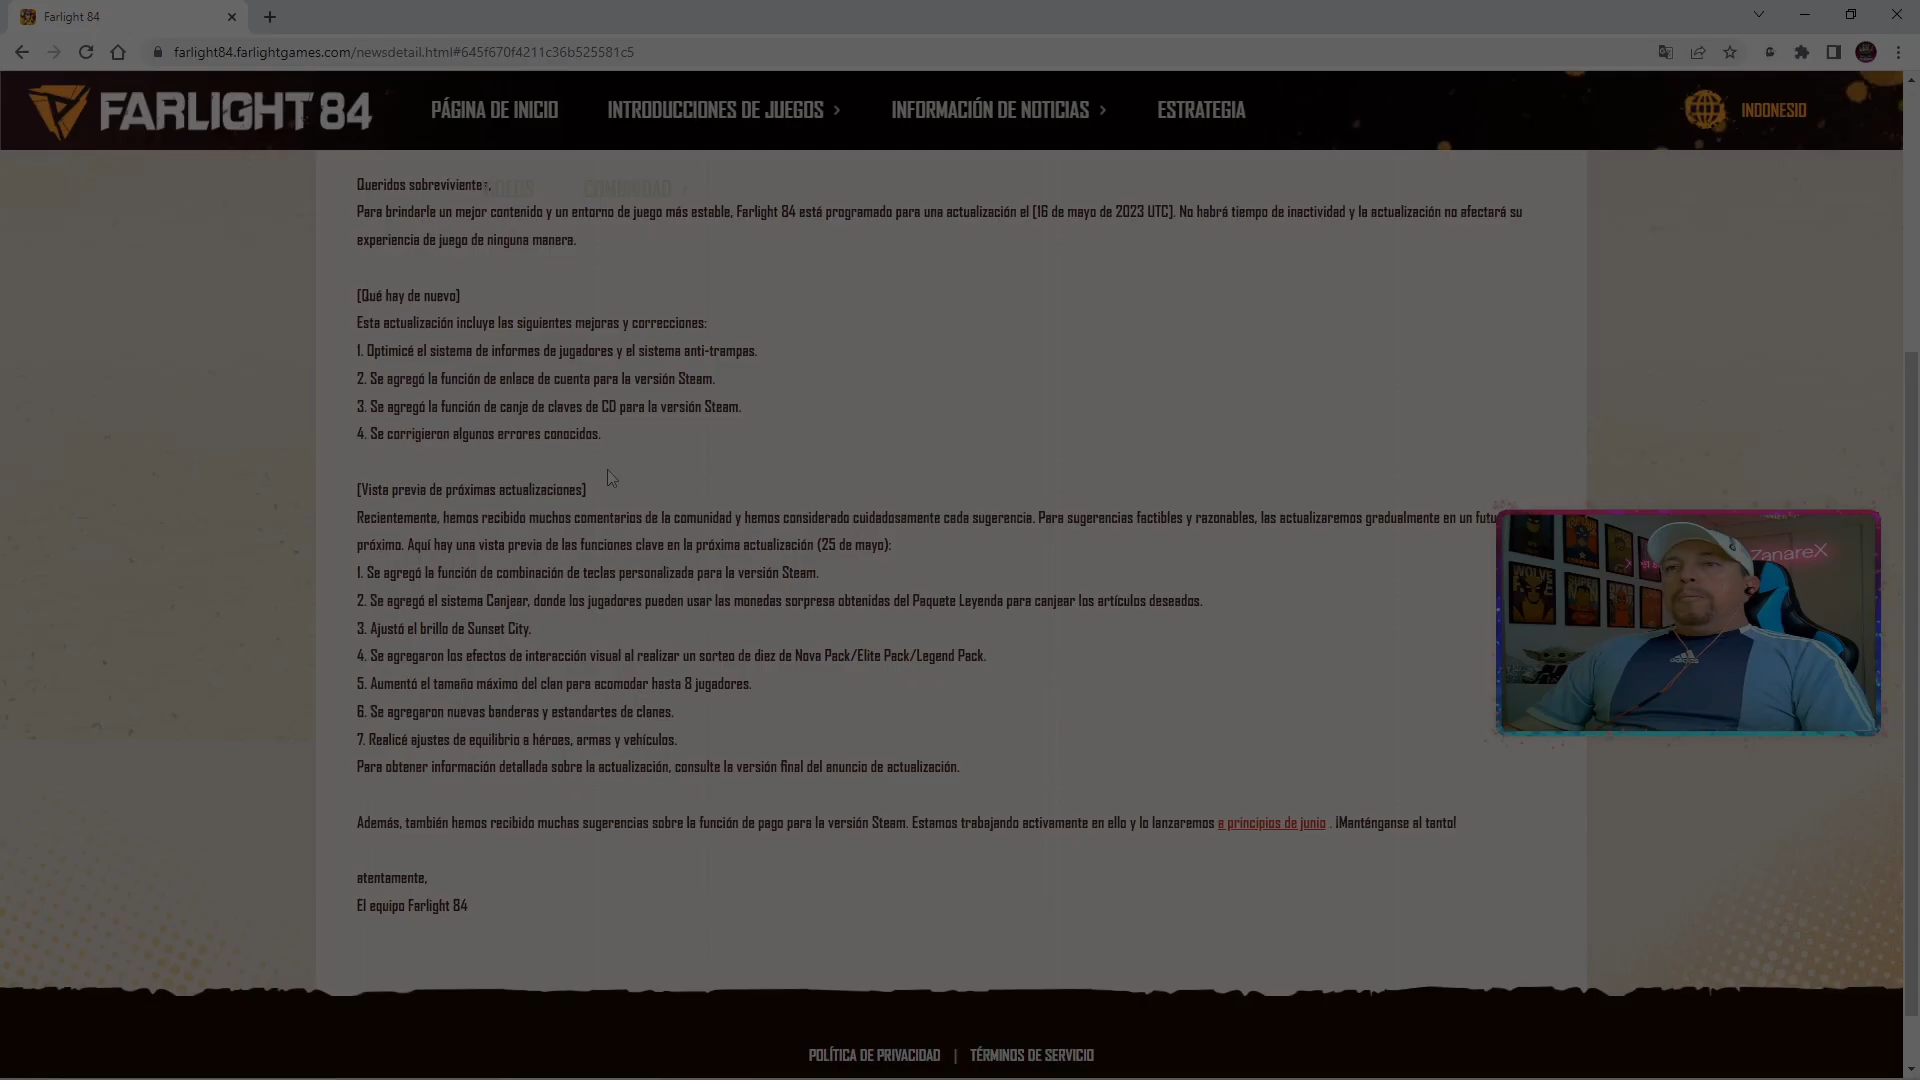 Farlight 84
farlight84.farlightgames.com/newsdetail.html#645f670f4211c36b525581c5
FARLIGHT 84
PÁGINA DE INICIO
INTRODUCCIONES DE JUEGOS
INFORMACIÓN DE NOTICIAS
ESTRATEGIA
INDONESIO
COMUNIDAD
Queridos sobrevivientes,
Para brindarle un mejor contenido y un entorno de juego más estable, Farlight 84 está programado para una actualización el [16 de mayo de 2023 UTC]. No habrá tiempo de inactividad y la actualización no afectará su
experiencia de juego de ninguna manera.
[Qué hay de nuevo]
Esta actualización incluye las siguientes mejoras y correcciones:
1. Optimicé el sistema de informes de jugadores y el sistema anti-trampas.
2. Se agregó la función de enlace de cuenta para la versión Steam.
3. Se agregó la función de canje de claves de CD para la versión Steam.
4. Se corrigieron algunos errores conocidos.
[Vista previa de próximas actualizaciones]
Recientemente, hemos recibido muchos comentarios de la comunidad y hemos considerado cuidadosamente cada sugerencia. Para sugerencias factibles y razonables, las actualizaremos gradualmente en un futu
próximo. Aquí hay una vista previa de las funciones clave en la próxima actualización (25 de mayo):
1. Se agregó la función de combinación de teclas personalizada para la versión Steam.
2. Se agregó el sistema Canjear, donde los jugadores pueden usar las monedas sorpresa obtenidas del Paquete Leyenda para canjear los artículos deseados.
3. Ajustó el brillo de Sunset City.
4. Se agregaron los efectos de interacción visual al realizar un sorteo de diez de Nova Pack/Elite Pack/Legend Pack.
5. Aumentó el tamaño máximo del clan para acomodar hasta 8 jugadores.
6. Se agregaron nuevas banderas y estandartes de clanes.
7. Realicé ajustes de equilibrio a héroes, armas y vehículos.
Para obtener información detallada sobre la actualización, consulte la versión final del anuncio de actualización.
Además, también hemos recibido muchas sugerencias sobre la función de pago para la versión Steam. Estamos trabajando activamente en ello y lo lanzaremos a principios de junio . ¡Manténganse al tanto!
atentamente,
El equipo Farlight 84
ZanareX
WOLVE
adidas
POLÍTICA DE PRIVACIDAD | TÉRMINOS DE SERVICIO